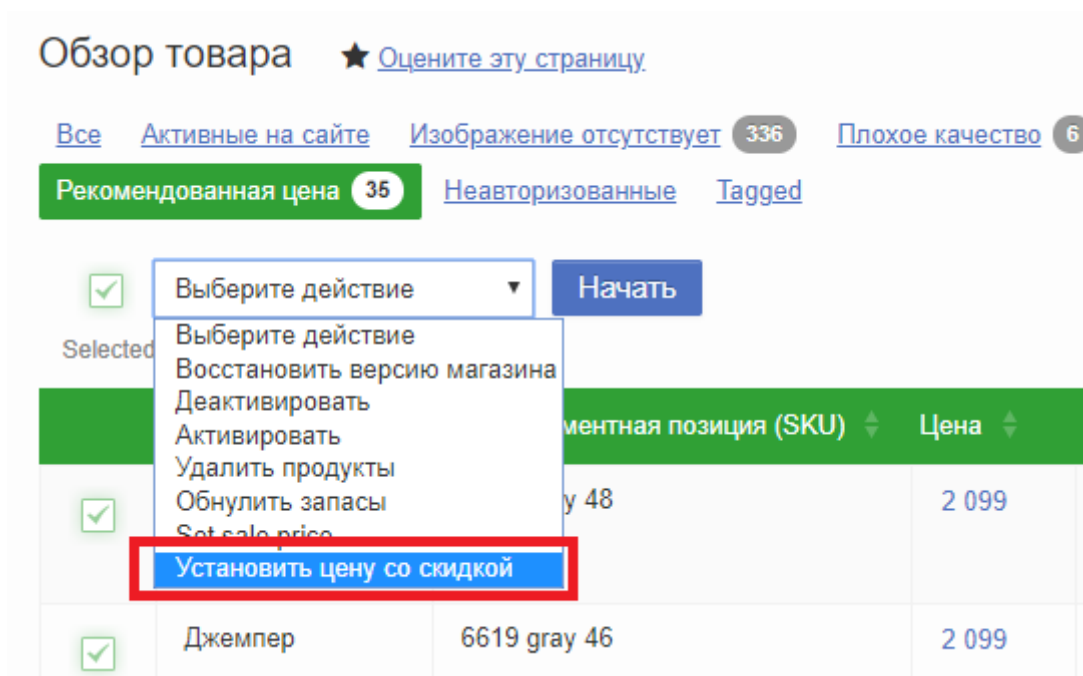 Обзор товара ★ Оцените эту страницу
Все Активные на сайте Изображение отсутствует 336 Плохое качество 6
Рекомендованная цена 35 Неавторизованные Tagged
Выберите действие Начать
Selected
Выберите действие
Восстановить версию магазина
Деактивировать
Активировать
Удалить продукты
Обнулить запасы
Set sale price
Установить цену со скидкой
ментная позиция (SKU) Цена
y 48 2 099
Джемпер 6619 gray 46 2 099